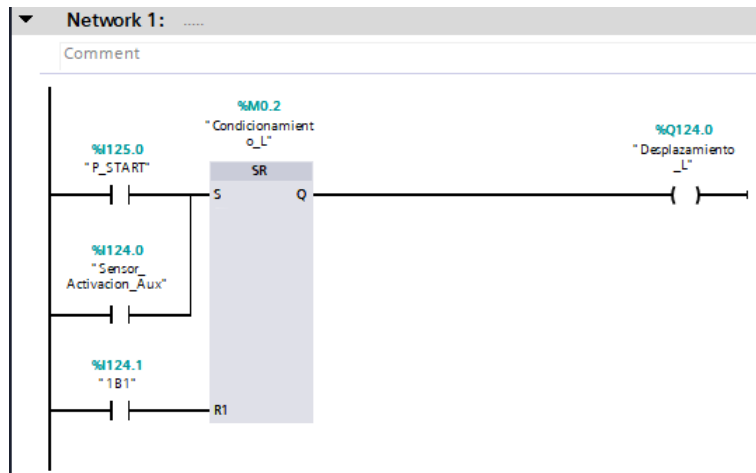 Network 1: .....
Comment
%M0.2
"Condicionamient
o_L"
%I125.0
"P_START"
%Q124.0
"Desplazamiento
_L"
SR
S
Q
%I124.0
"Sensor_
Activacion_Aux"
%I124.1
"1B1"
R1